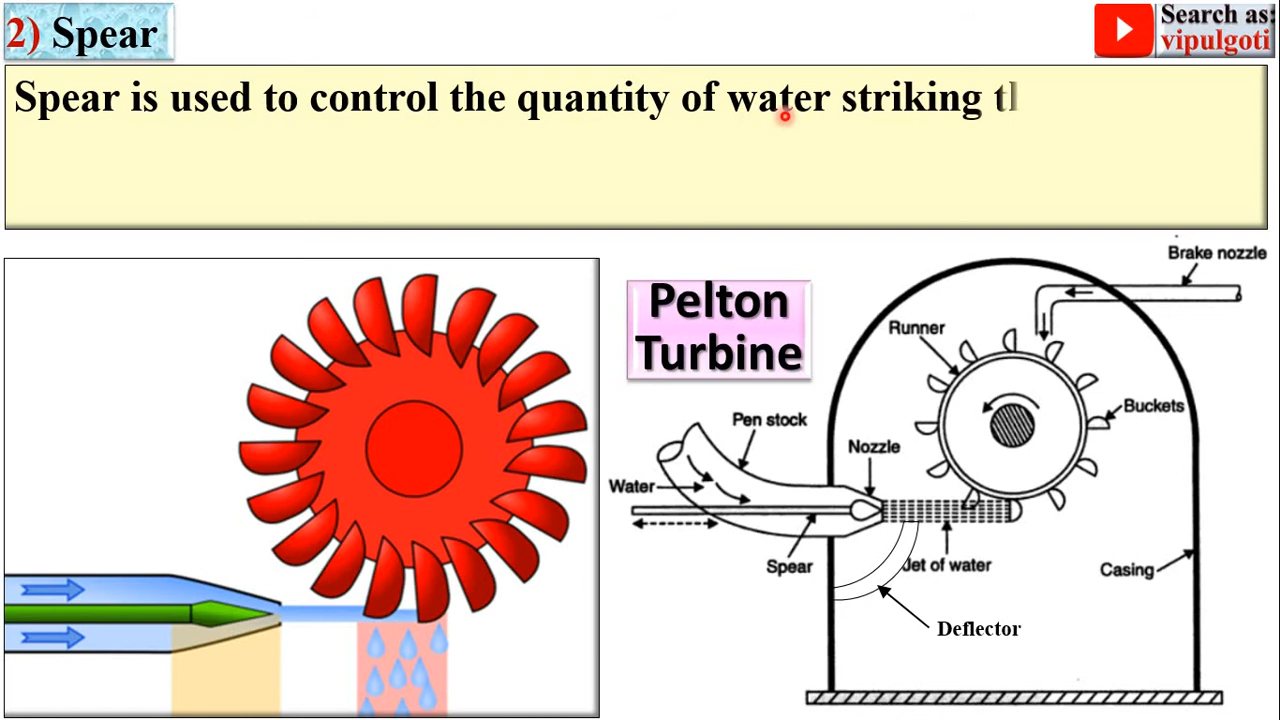 2) Spear
Search as:
vipulgoti
Spear is used to control the quantity of water striking
Pelton
Turbine
Brake nozzle
Runner
Buckets
Pen stock
Nozzle
Water
Spear
Jet of water
Casing
Deflector